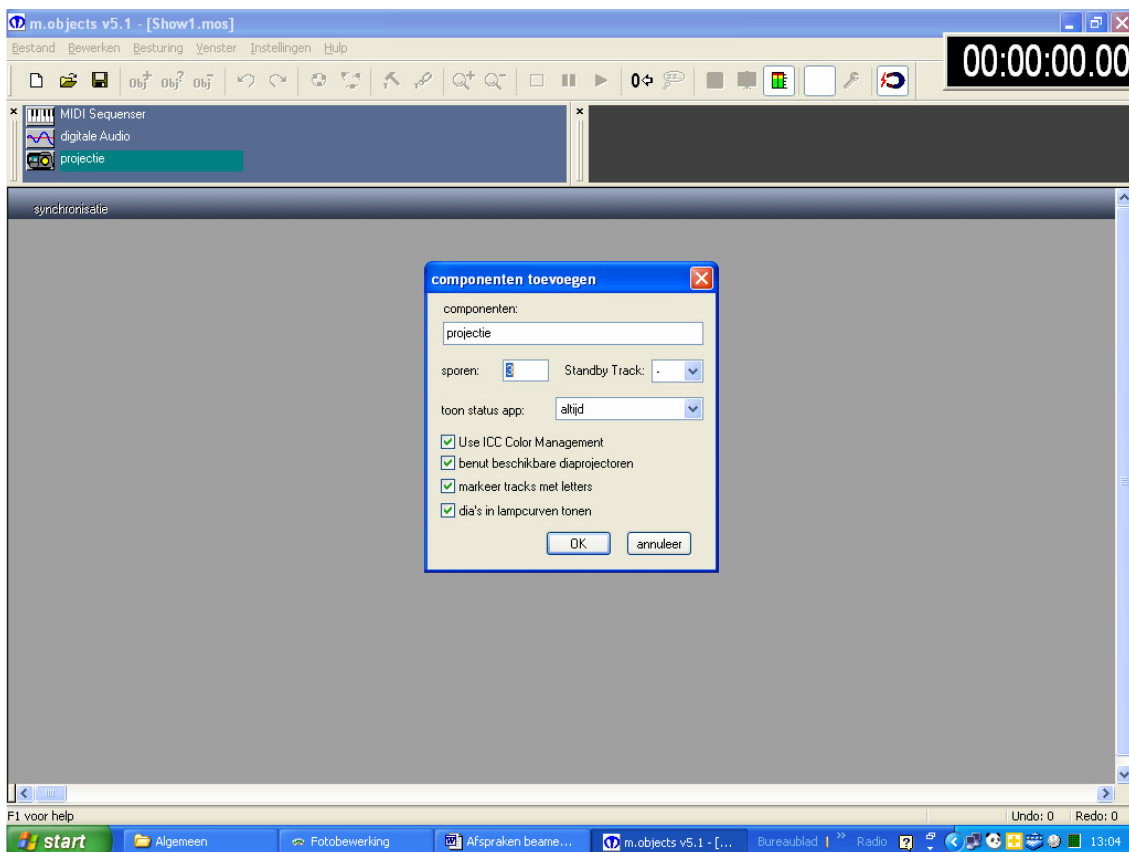 m.objects v5.1 - [Show1.mos]
Bestand Bewerken Besturing Venster Instellingen Hulp
00:00:00.00
obj+ obj? obj-
MIDI Sequenser
digitale Audio
projectie
synchronisatie
componenten toevoegen
componenten:
projectie
sporen: 3 Standby Track: -
toon status app: altijd
Use ICC Color Management
benut beschikbare diaprojectoren
markeer tracks met letters
dia's in lampcurven tonen
OK annuleer
F1 voor help Undo: 0 Redo: 0
start Algemeen Fotobewerking Afspraken beame... m.objects v5.1 - [... Bureaublad Radio 13:04